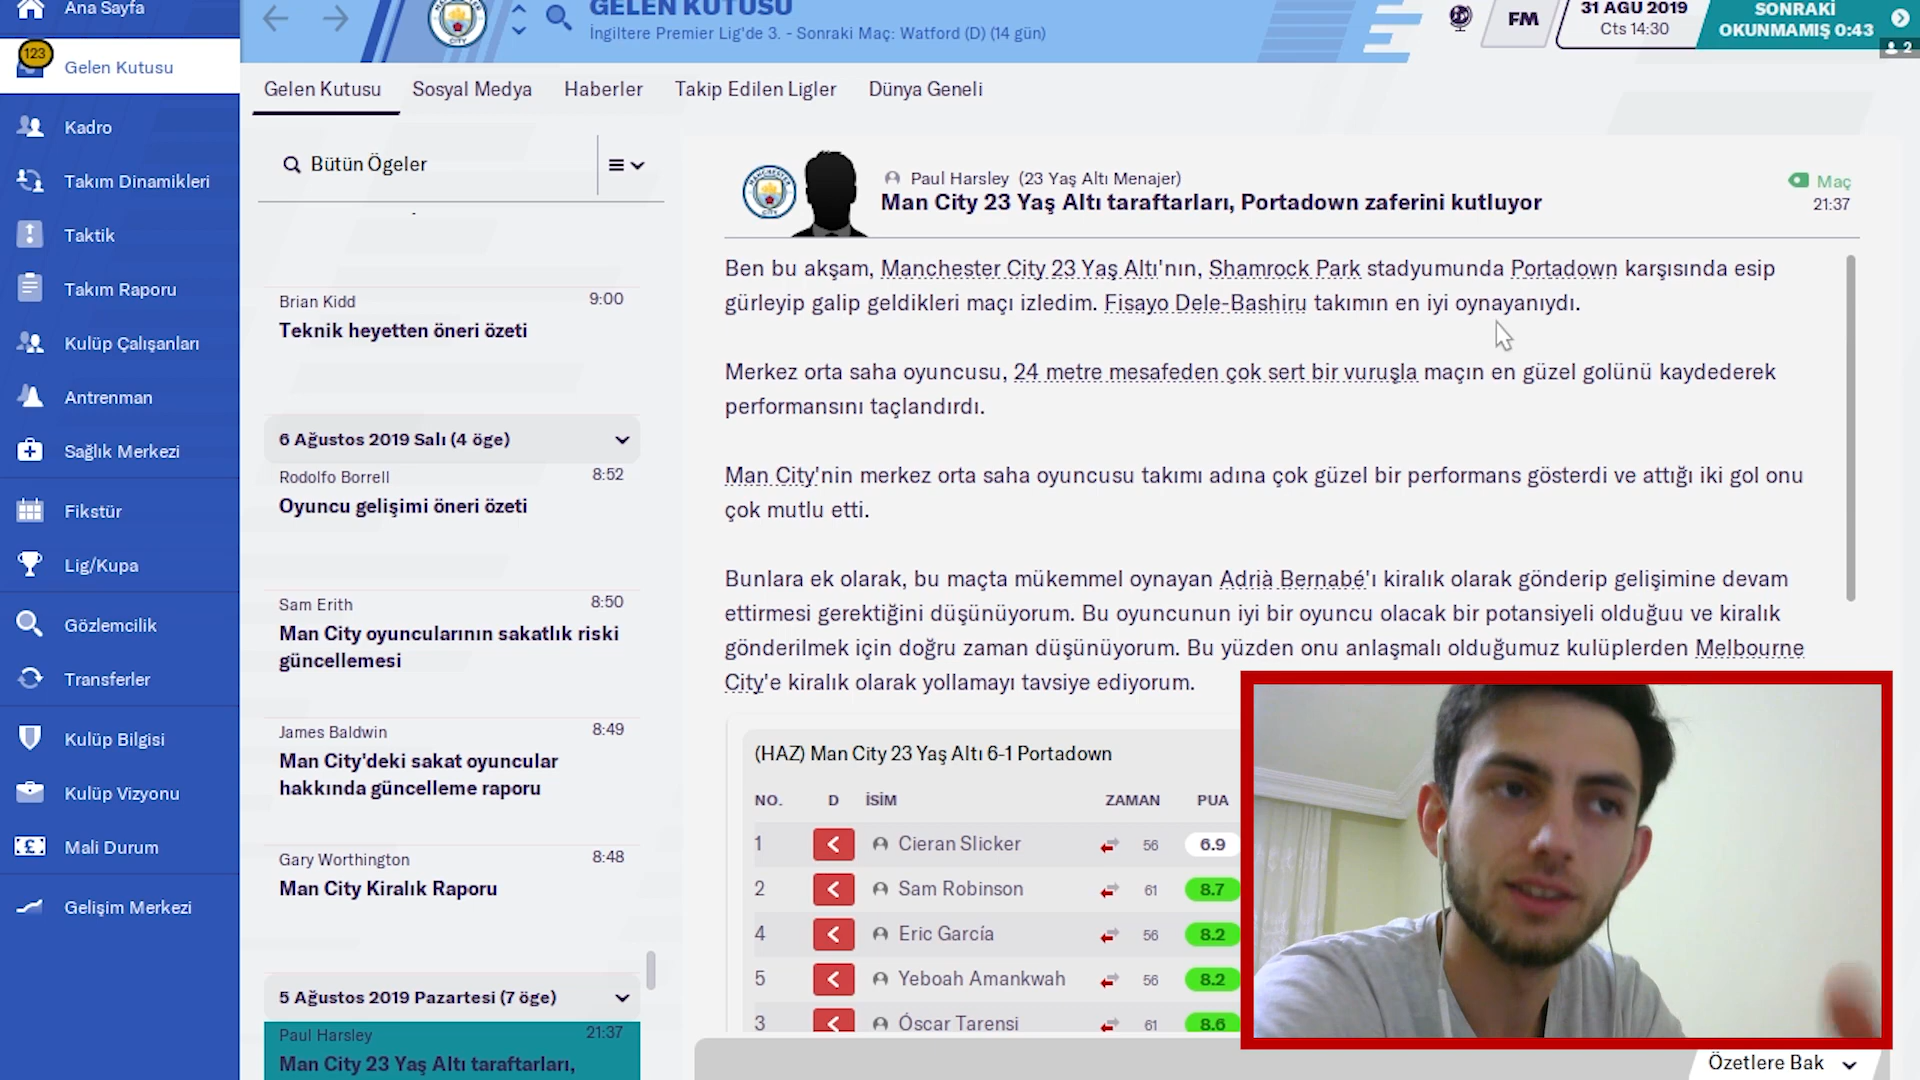 Ana Sayfa
123
Gelen Kutusu
Kadro
Takım Dinamikleri
Taktik
Takım Raporu
Kulüp Çalışanları
Antrenman
Sağlık Merkezi
Fikstür
Lig/Kupa
Gözlemcilik
Transferler
Kulüp Bilgisi
Kulüp Vizyonu
Mali Durum
Gelişim Merkezi
GELEN KUTUSU
İngiltere Premier Lig'de 3. - Sonraki Maç: Watford (D) (14 gün)
FM
31 AĞU 2019
Cts 14:30
SONRAKİ
OKUNMAMIŞ 0:43
2
Gelen Kutusu
Sosyal Medya
Haberler
Takip Edilen Ligler
Dünya Geneli
Bütün Ögeler
Brian Kidd 9:00
Teknik heyetten öneri özeti
6 Ağustos 2019 Salı (4 öge)
Rodolfo Borrell 8:52
Oyuncu gelişimi öneri özeti
Sam Erith 8:50
Man City oyuncularının sakatlık riski
güncellemesi
James Baldwin 8:49
Man City'deki sakat oyuncular
hakkında güncelleme raporu
Gary Worthington 8:48
Man City Kiralık Raporu
5 Ağustos 2019 Pazartesi (7 öge)
Paul Harsley 21:37
Man City 23 Yaş Altı taraftarları,
Paul Harsley (23 Yaş Altı Menajer)
Man City 23 Yaş Altı taraftarları, Portadown zaferini kutluyor
Maç
21:37
Ben bu akşam, Manchester City 23 Yaş Altı'nın, Shamrock Park stadyumunda Portadown karşısında esip
gürleyip galip geldikleri maçı izledim. Fisayo Dele-Bashiru takımın en iyi oynayanıydı.
Merkez orta saha oyuncusu, 24 metre mesafeden çok sert bir vuruşla maçın en güzel golünü kaydederek
performansını taçlandırdı.
Man City'nin merkez orta saha oyuncusu takımı adına çok güzel bir performans gösterdi ve attığı iki gol onu
çok mutlu etti.
Bunlara ek olarak, bu maçta mükemmel oynayan Adrià Bernabé'ı kiralık olarak gönderip gelişimine devam
ettirmesi gerektiğini düşünüyorum. Bu oyuncunun iyi bir oyuncu olacak bir potansiyeli olduğuu ve kiralık
gönderilmek için doğru zaman düşünüyorum. Bu yüzden onu anlaşmalı olduğumuz kulüplerden Melbourne
City'e kiralık olarak yollamayı tavsiye ediyorum.
(HAZ) Man City 23 Yaş Altı 6-1 Portadown
NO. D İSİM ZAMAN PUA
1 Cieran Slicker 56 6.9
2 Sam Robinson 61 8.7
4 Eric García 56 8.2
5 Yeboah Amankwah 56 8.2
3 Óscar Tarensi 61 8.6
Özetlere Bak